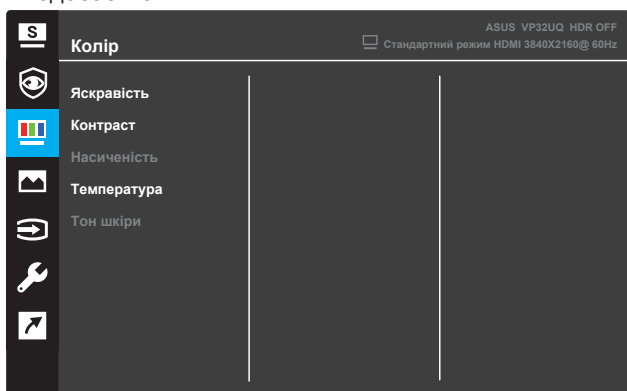 S
ASUS VP32UQ HDR OFF
Колір
Стандартний режим HDMI 3840X2160@ 60Hz
Яскравість
Контраст
Насиченість
Температура
Тон шкіри